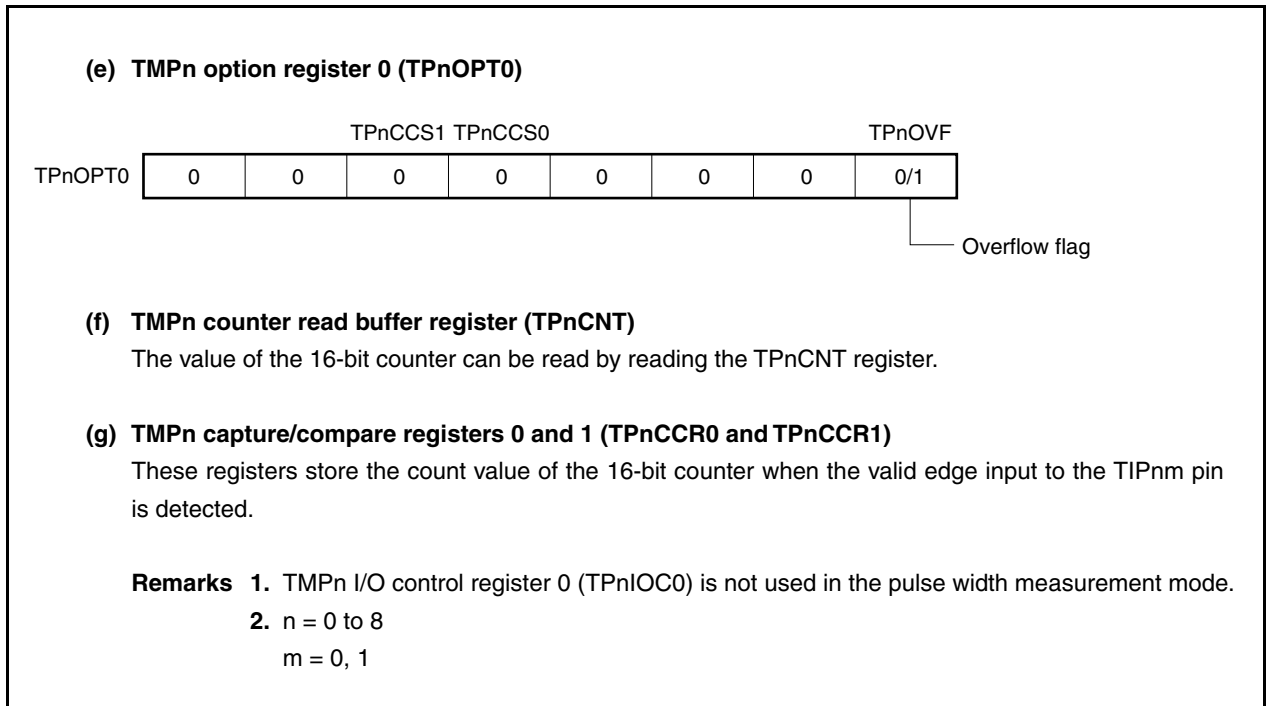 (e) TMPn option register 0 (TPnOPT0)
TPnCCS1 TPnCCS0 TPnOVF
TPnOPT0 0 0 0 0 0 0 0 0/1
Overflow flag
(f) TMPn counter read buffer register (TPnCNT)
The value of the 16-bit counter can be read by reading the TPnCNT register.
(g) TMPn capture/compare registers 0 and 1 (TPnCCR0 and TPnCCR1)
These registers store the count value of the 16-bit counter when the valid edge input to the TIPnm pin
is detected.
Remarks 1. TMPn I/O control register 0 (TPnIOC0) is not used in the pulse width measurement mode.
2. n = 0 to 8
m = 0, 1